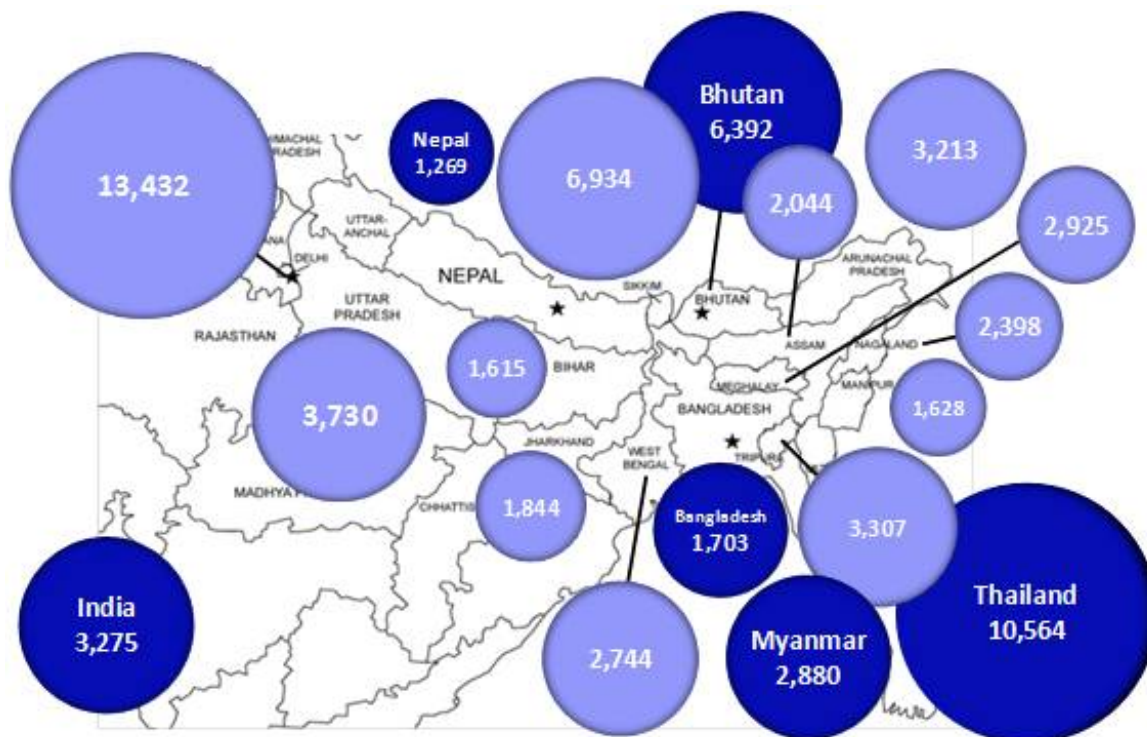 Bhutan
6,392
Nepal
1,269
13,432
6,934
2,044
3,213
2,925
PRADESH
UTTAR-
ANCHAL
DELHI
NEPAL
SIKKIM
BHUTAN
ARUNACHAL
PRADESH
UTTAR
PRADESH
RAJASTHAN
ASSAM
NAGALAND
2,398
1,615
BIHAR
MEGHALAY
MANIPUR
3,730
BANGLADESH
1,628
JHARKHAND
WEST
BENGAL
TRIPURA
MADHYA
CHHATTIS
1,844
Bangladesh
1,703
3,307
India
3,275
2,744
Myanmar
2,880
Thailand
10,564